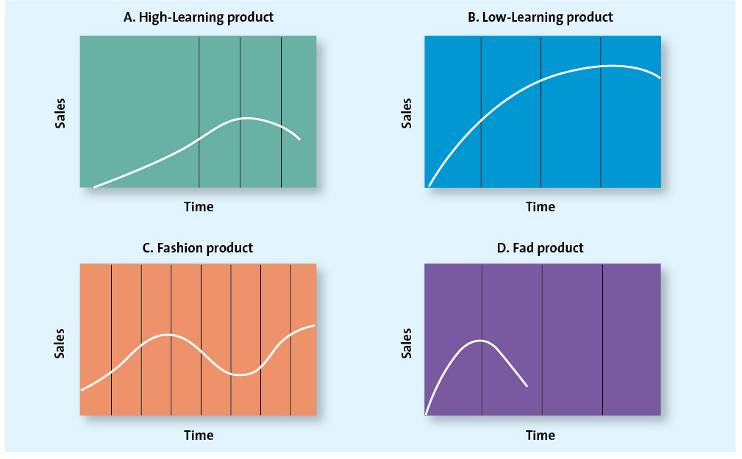 A. High-Learning product
B. Low-Learning product
Sales
Sales
Time
Time
C. Fashion product
D. Fad product
Sales
Sales
Time
Time